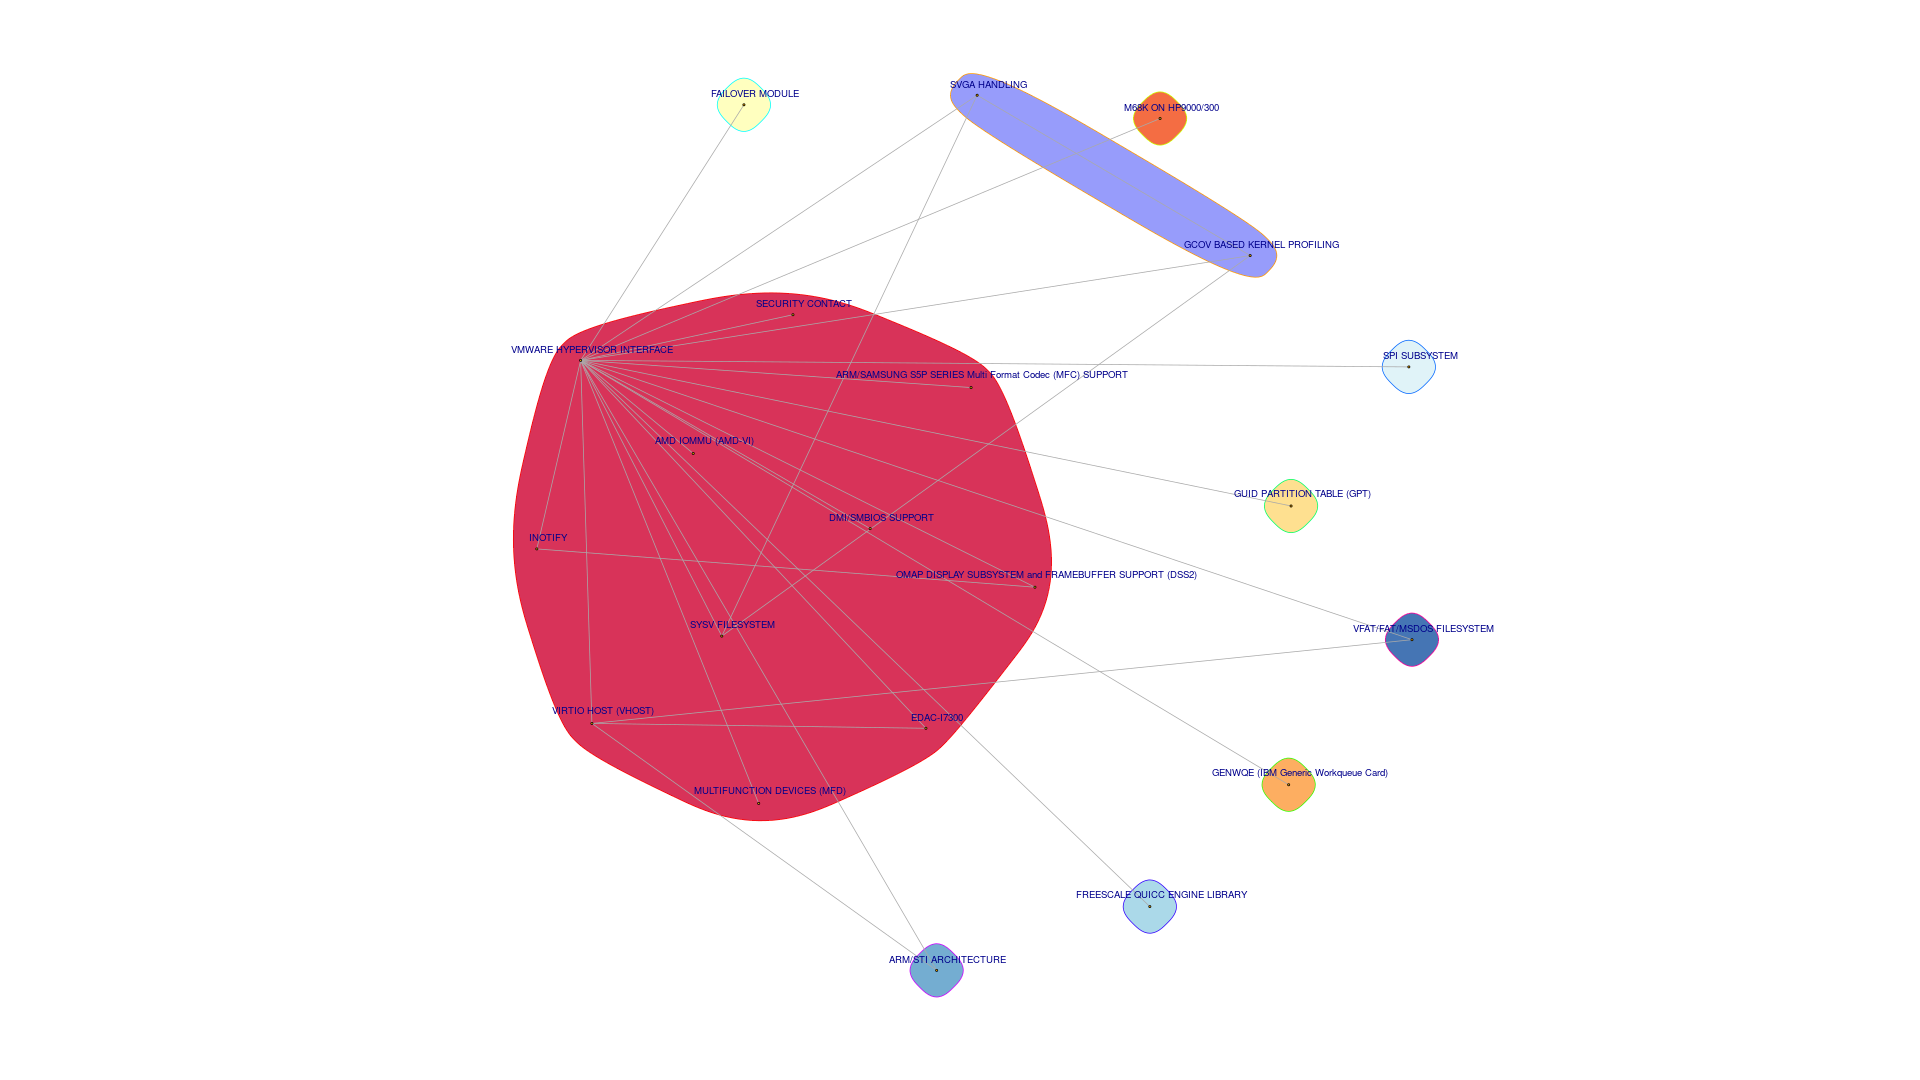 SVGA HANDLING
FAILOVER MODULE
M68K ON HP9000/300
GCOV BASED KERNEL PROFILING
SECURITY CONTACT
VMWARE HYPERVISOR INTERFACE
SPI SUBSYSTEM
ARM/SAMSUNG S5P SERIES Multi Format Codec (MFC) SUPPORT
AMD IOMMU (AMD-VI)
GUID PARTITION TABLE (GPT)
DMI/SMBIOS SUPPORT
INOTIFY
OMAP DISPLAY SUBSYSTEM and FRAMEBUFFER SUPPORT (DSS2)
SYSV FILESYSTEM
VFAT/FAT/MSDOS FILESYSTEM
VIRTIO HOST (VHOST)
EDAC-I7300
GENWQE (IBM Generic Workqueue Card)
MULTIFUNCTION DEVICES (MFD)
FREESCALE QUICC ENGINE LIBRARY
ARM/STI ARCHITECTURE